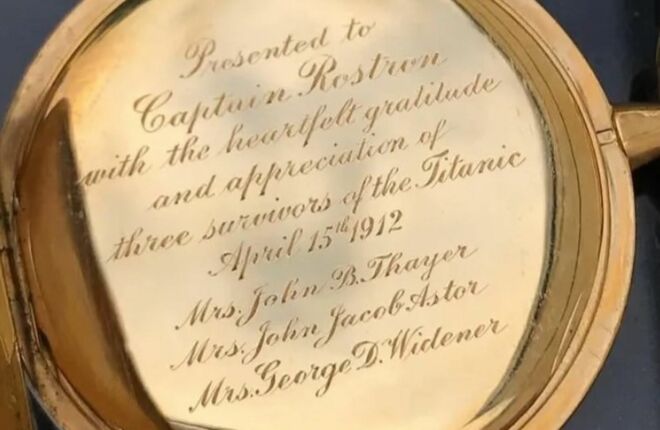 Presented to
Captain Rostron
with the heartfelt gratitude
and appreciation of
three survivors of the Titanic
April 15th 1912
Mrs. John B. Thayer
Mrs. John Jacob Astor
Mrs. George D. Widener